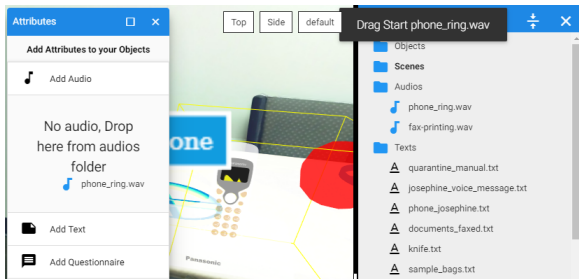 Attributes
Add Attributes to your Objects
Add Audio
No audio, Drop
here from audios
folder
phone_ring.wav
Add Text
Add Questionnaire
Top
Side
default
one
Panasonic
Drag Start phone_ring.wav
Objects
Scenes
Audios
phone_ring.wav
fax-printing.wav
Texts
quarantine_manual.txt
josephine_voice_message.txt
phone_josephine.txt
documents_faxed.txt
knife.txt
sample_bags.txt